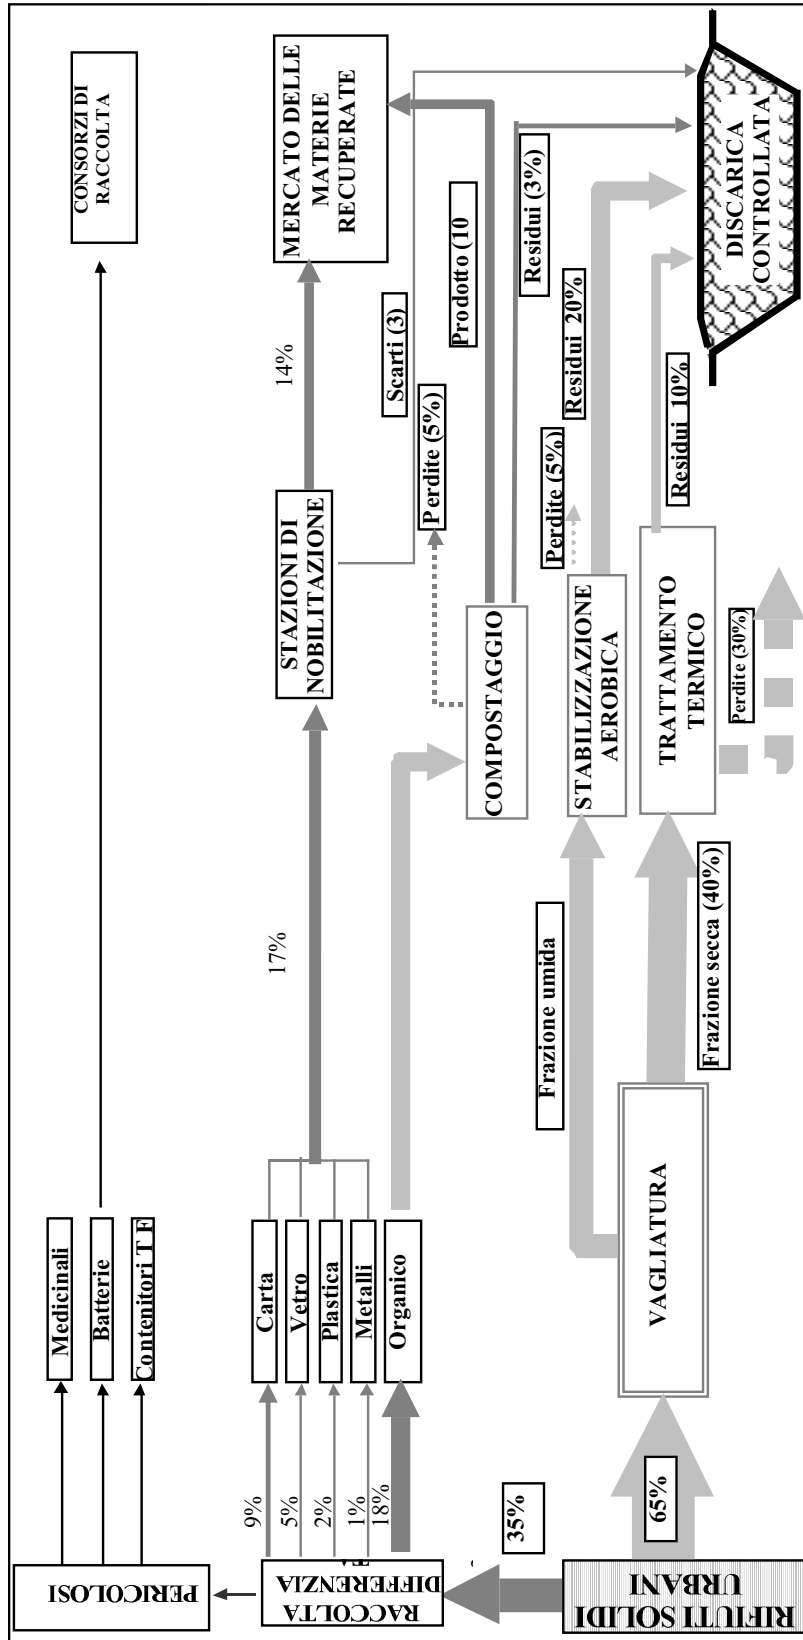 CONSORZI DI
RACCOLTA
Medicinali
Batterie
Contenitori T F
PERICOLOSI
MERCATO DELLE
MATERIE
RECUPERATE
14%
STAZIONI DI
NOBILITAZIONE
17%
Carta
Vetro
Plastica
Metalli
Organico
9%
5%
2%
1%
18%
RACCOLTA
DIFFERENZIA
Scarti (3)
Perdite (5%)
Prodotto (10
Residui (3%)
COMPOSTAGGIO
35%
Residui 20%
Perdite (5%)
STABILIZZAZIONE
AEROBICA
Frazione umida
Residui 10%
TRATTAMENTO
TERMICO
Perdite (30%)
Frazione secca (40%)
VAGLIATURA
65%
RIFIUTI SOLIDI
URBANI
DISCARICA
CONTROLLATA